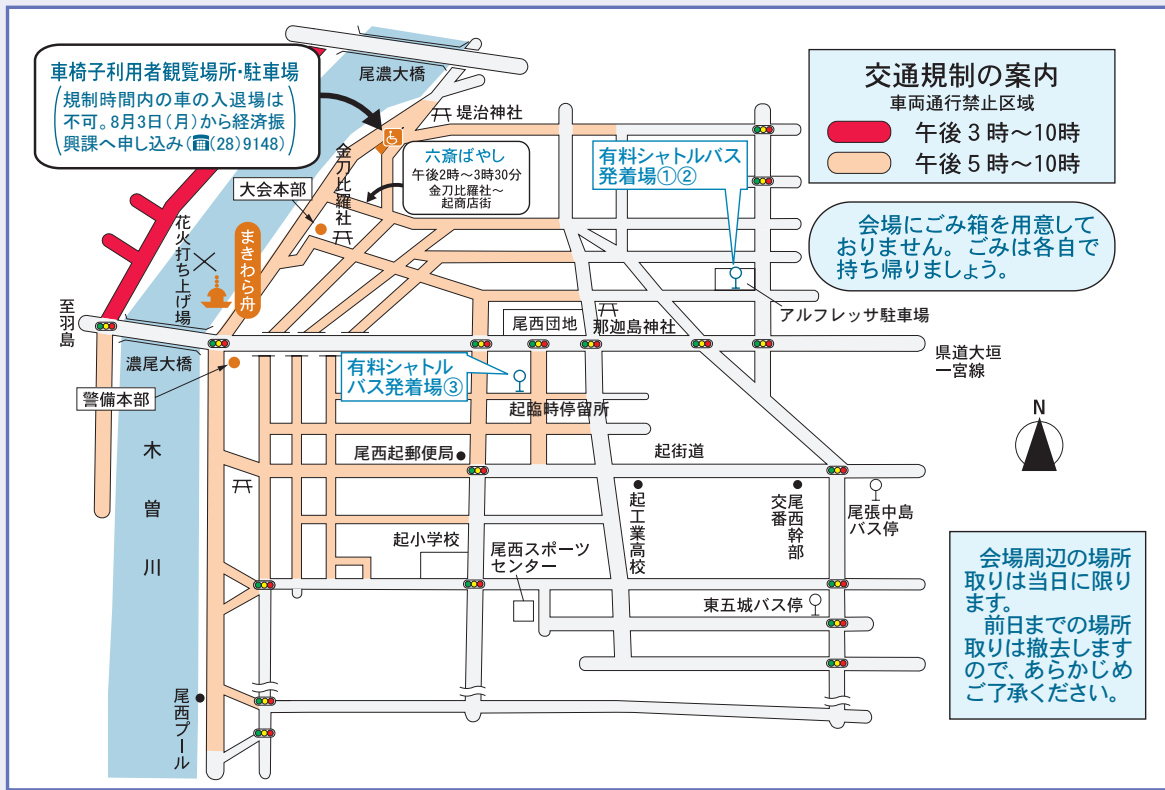 車椅子利用者観覧場所・駐車場
規制時間内の車の入退場は
不可。8月3日(月)から経済振
興課へ申し込み(☎(28)9148)
尾濃大橋
堤治神社
六斎ばやし
午後2時〜3時30分
金刀比羅社〜
起商店街
金刀比羅社
大会本部
花火打ち上げ場
まきわら舟
有料シャトルバス
発着場①②
交通規制の案内
車両通行禁止区域
午後3時〜10時
午後5時〜10時
会場にごみ箱を用意して
おりません。ごみは各自で
持ち帰りましょう。
アルフレッサ駐車場
至羽島
濃尾大橋
警備本部
尾西団地
那迦島神社
県道大垣
一宮線
有料シャトル
バス発着場③
起臨時停留所
N
木曽川
尾西起郵便局
起街道
起工業高校
尾西幹部
交番
尾張中島
バス停
起小学校
尾西スポーツ
センター
東五城バス停
尾西プール
会場周辺の場所
取りは当日に限り
ます。
前日までの場所
取りは撤去します
ので、あらかじめ
ご了承ください。